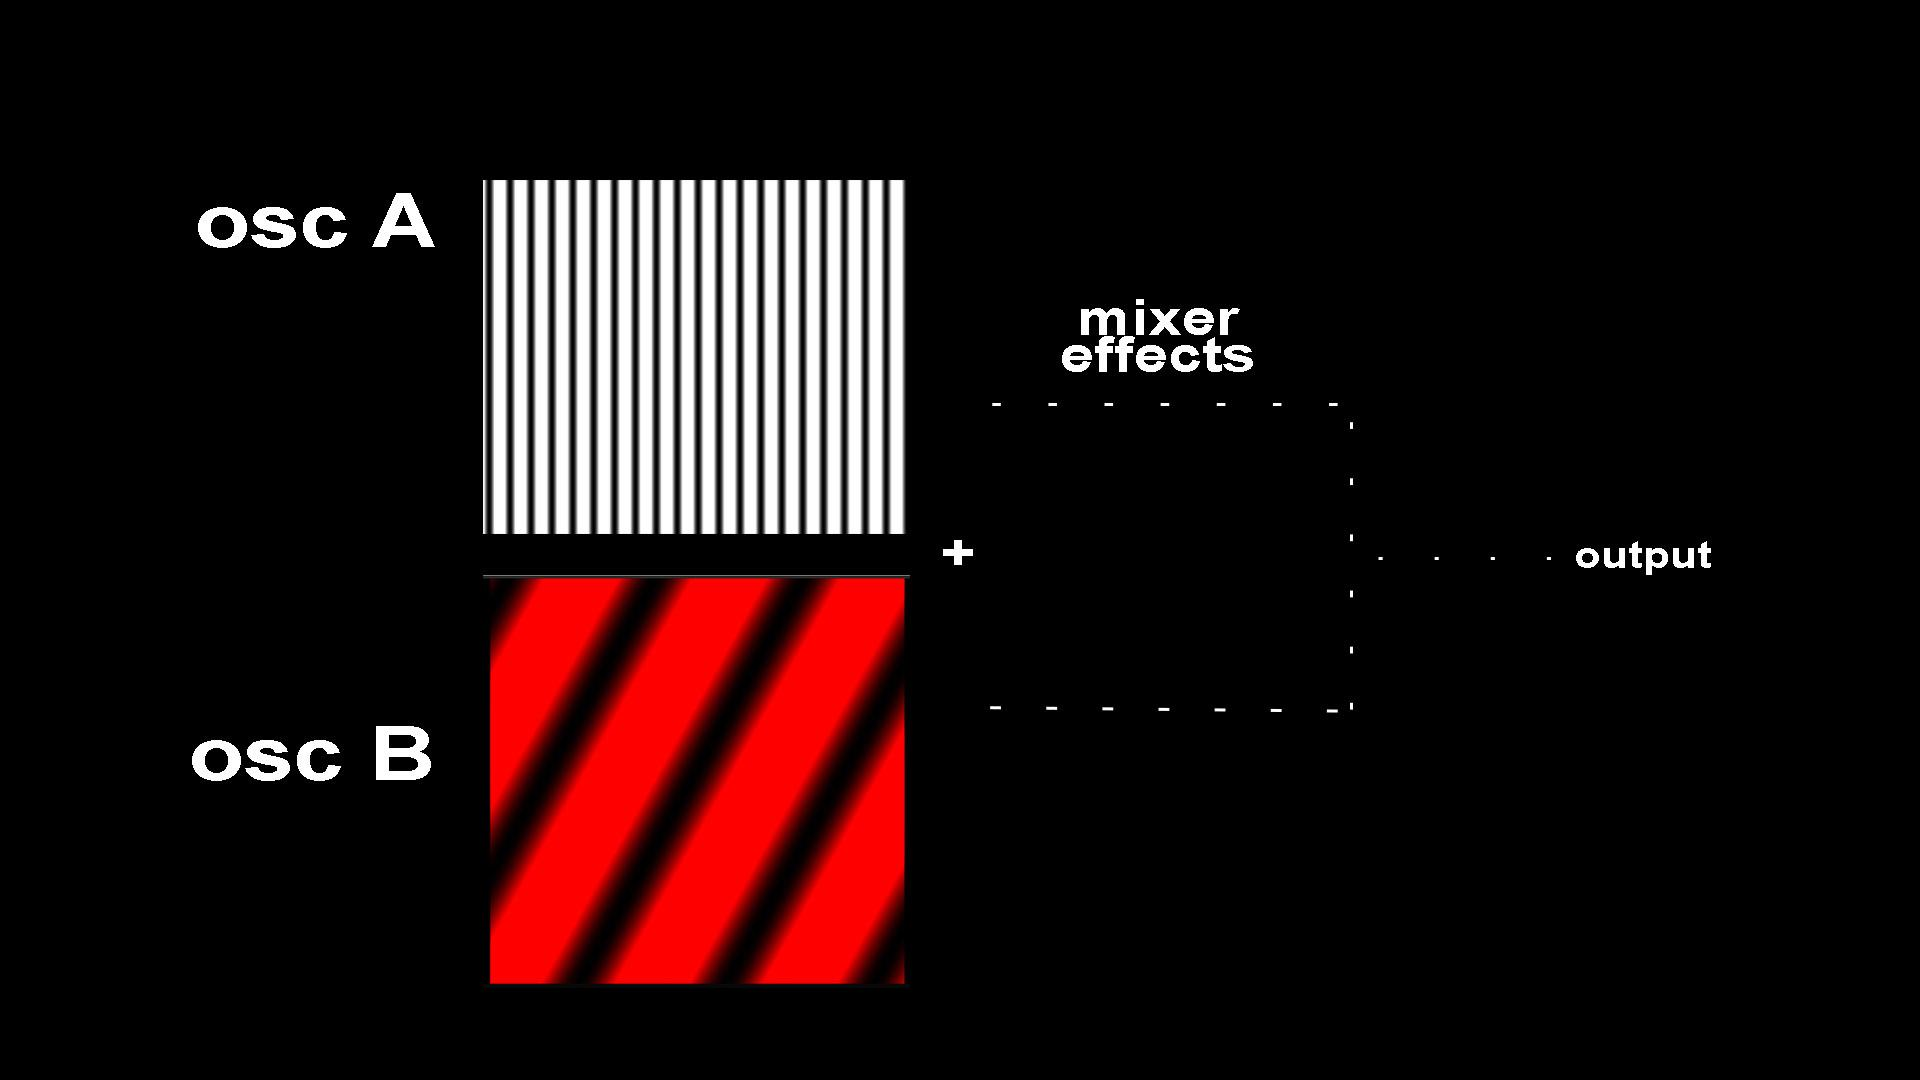 osc A
mixer
effects
+
output
osc B